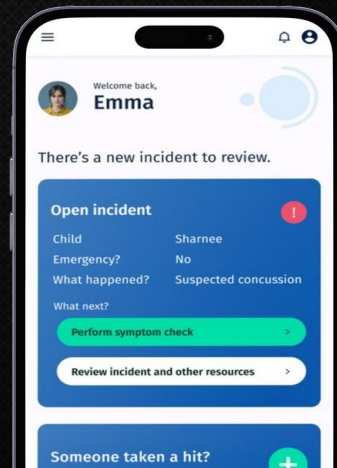 Welcome back,
Emma
There's a new incident to review.
Open incident
!
Child Sharnee
Emergency? No
What happened? Suspected concussion
What next?
Perform symptom check >
Review incident and other resources >
Someone taken a hit?
+